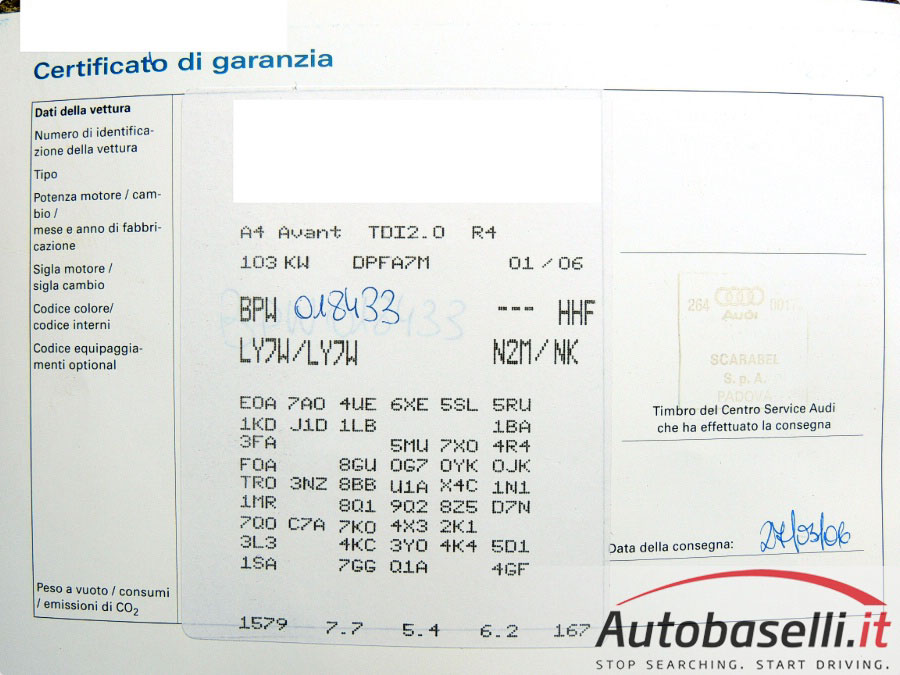 Certificato di garanzia
Dati della vettura
Numero di identifica-
zione della vettura
Tipo
Potenza motore / cam-
bio /
mese e anno di fabbri-
cazione
Sigla motore /
sigla cambio
Codice colore/
codice interni
Codice equipaggia-
menti optional
Peso a vuoto / consumi
/ emissioni di CO2
A4 Avant TDI2.0 R4
103 KW DPFA7M 01 / 06
BPW 018433 --- HHF
LY7W/LY7W N2M/NK
E0A 7A0 4UE 6XE 5SL 5RU
1KD J1D 1LB 1BA
3FA 5MU 7X0 4R4
F0A 8GU 0G7 0YK 0JK
TR0 3NZ 8BB U1A X4C 1N1
1MR 8Q1 9Q2 8Z5 D7N
7Q0 C7A 7K0 4X3 2K1
3L3 4KC 3Y0 4K4 5D1
1SA 7GG Q1A 4GF
1579 7.7 5.4 6.2 167
264 001
Audi
SCARABEL
S.p.A.
PADOVA
Timbro del Centro Service Audi
che ha effettuato la consegna
Data della consegna: 27/03/06
Autobaselli.it
STOP SEARCHING. START DRIVING.